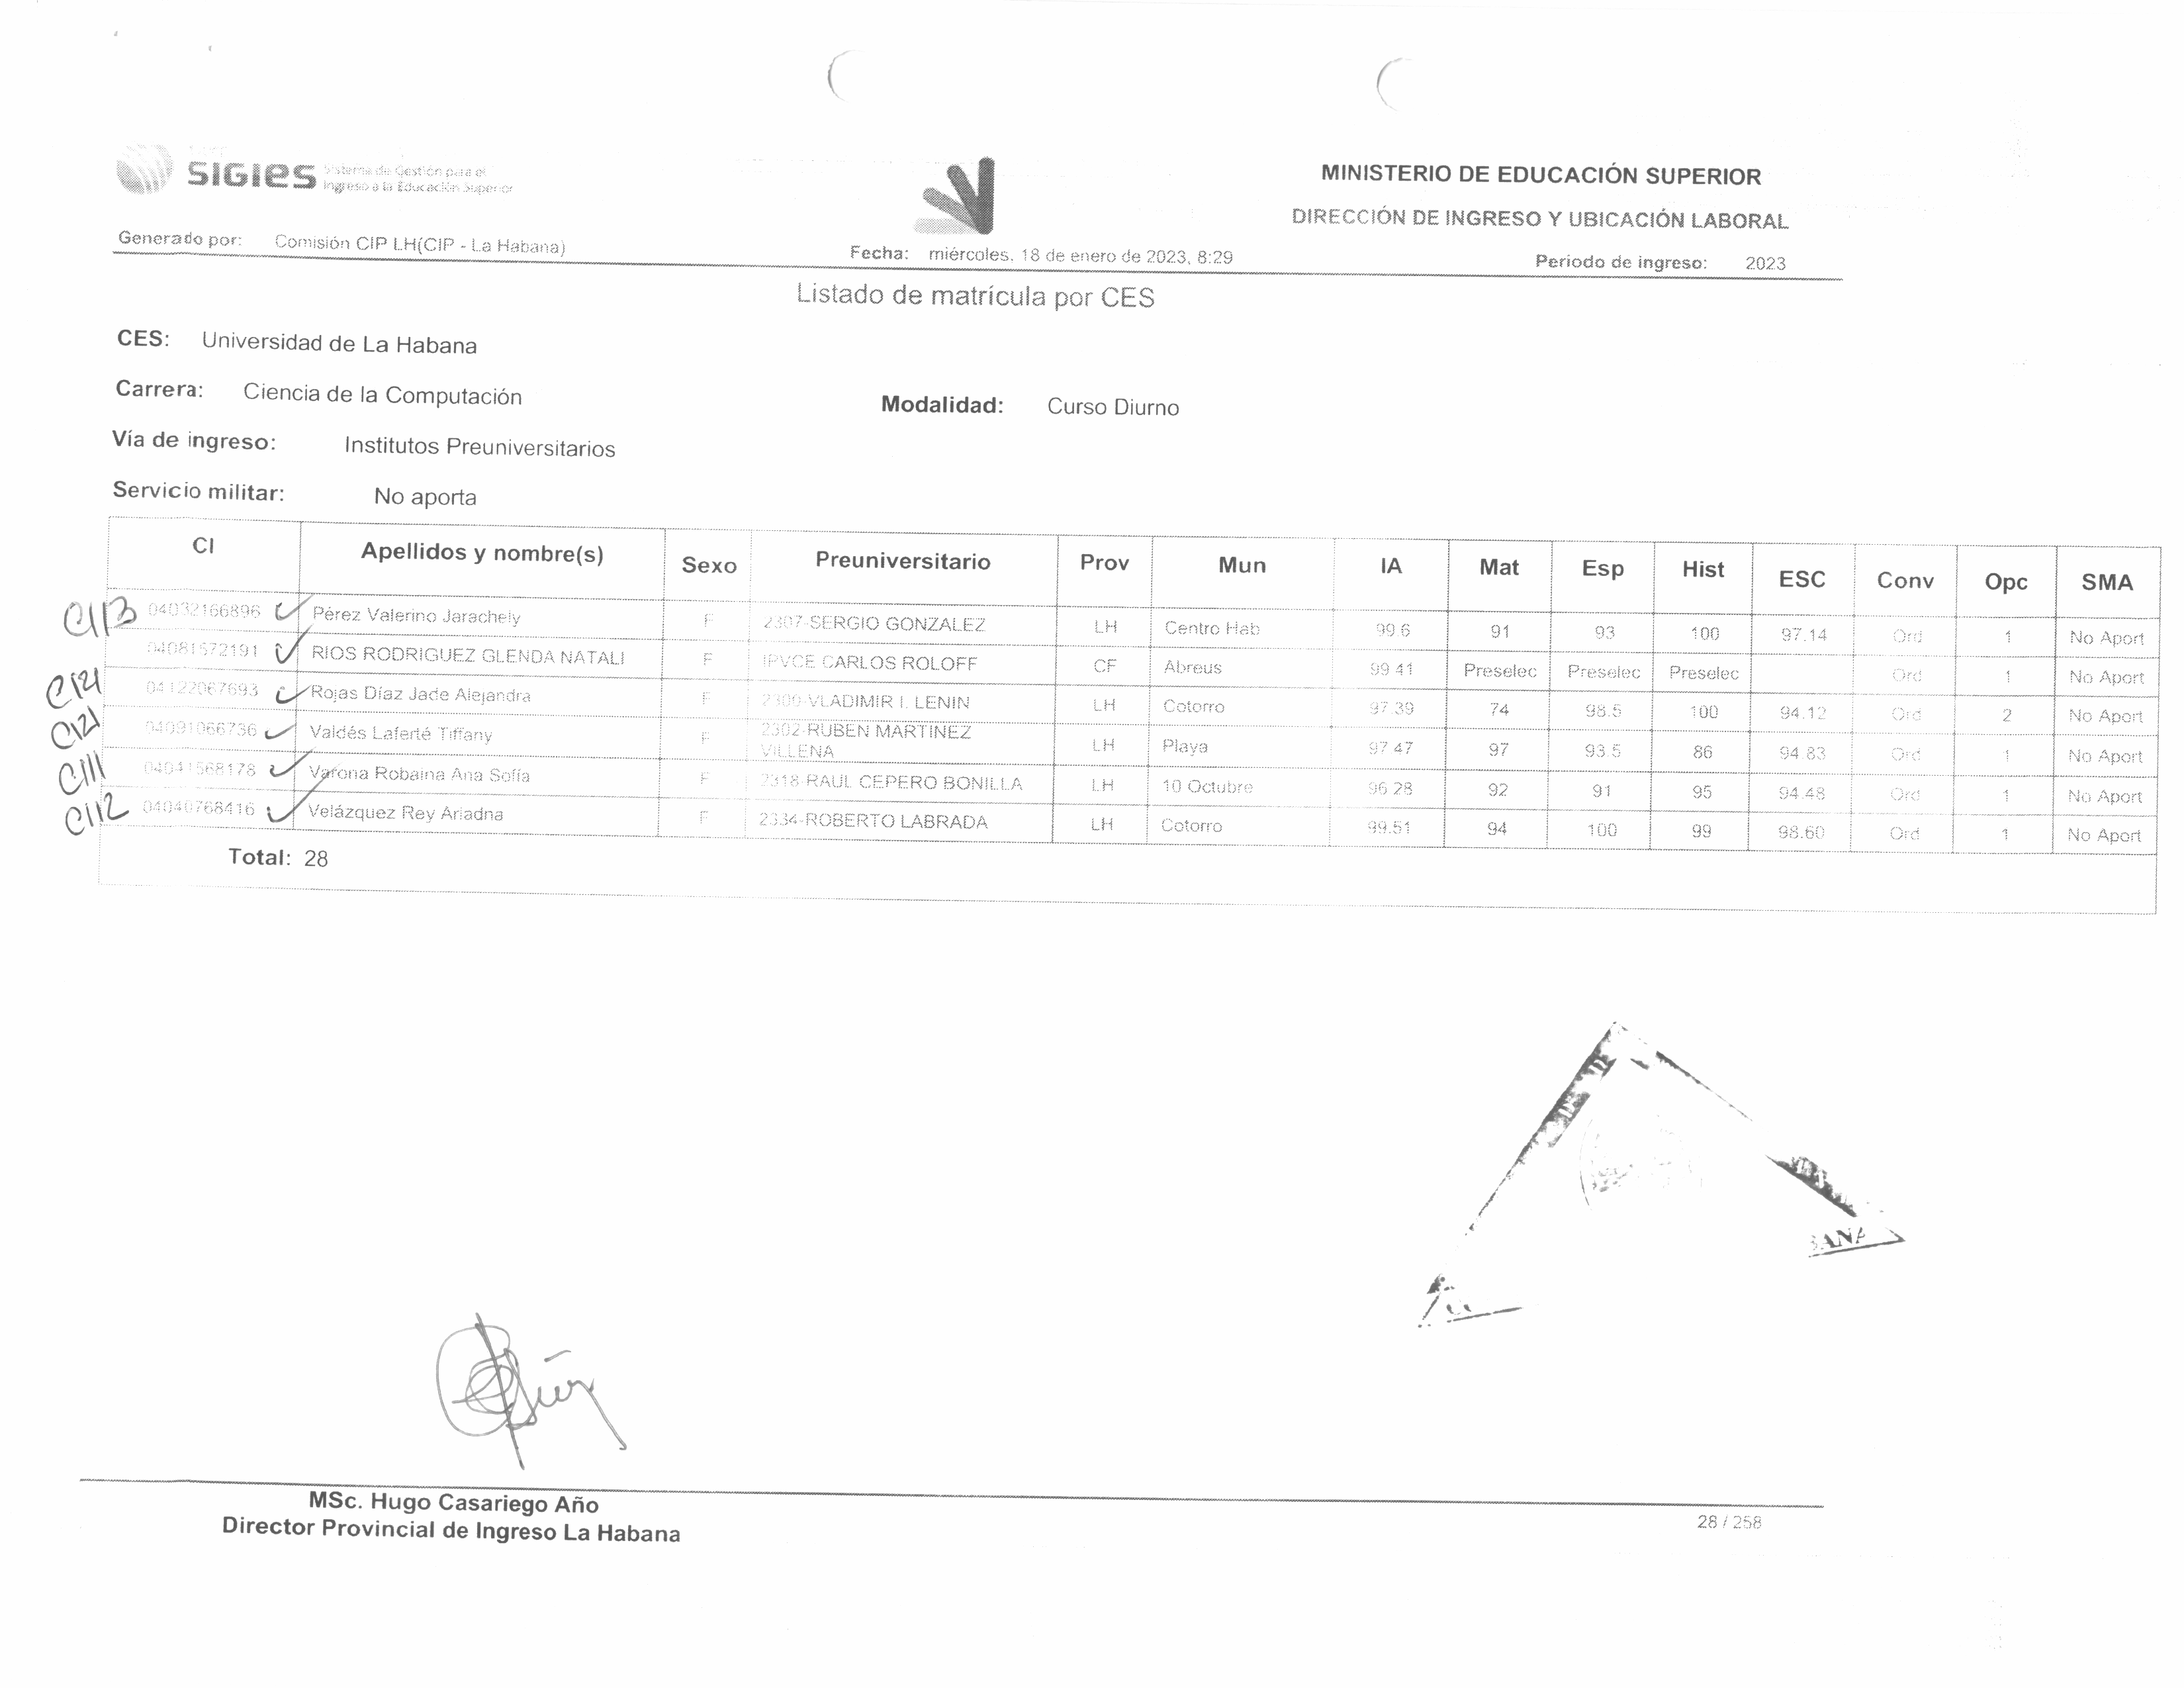 SIGIES Sistema de Gestión para el
Ingreso a la Educación Superior
MINISTERIO DE EDUCACIÓN SUPERIOR
DIRECCIÓN DE INGRESO Y UBICACIÓN LABORAL
Generado por: Comisión CIP LH(CIP - La Habana)
Fecha: miércoles, 18 de enero de 2023, 8:29
Periodo de ingreso: 2023
Listado de matrícula por CES
CES: Universidad de La Habana
Carrera: Ciencia de la Computación
Modalidad: Curso Diurno
Vía de ingreso: Institutos Preuniversitarios
Servicio militar: No aporta
CI Apellidos y nombre(s) Sexo Preuniversitario Prov Mun IA Mat Esp Hist ESC Conv Opc SMA
C113 04032166896 Pérez Valerino Jarachely F 2307-SERGIO GONZALEZ LH Centro Hab 99.6 91 93 100 97.14 Ord 1 No Aport
04081572191 RIOS RODRIGUEZ GLENDA NATALI F IPVCE CARLOS ROLOFF CF Abreus 99.41 Preselec Preselec Preselec Ord 1 No Aport
C121 04122067693 Rojas Díaz Jade Alejandra F 2300-VLADIMIR I. LENIN LH Cotorro 97.39 74 98.5 100 94.12 Ord 2 No Aport
C121 04091066736 Valdés Laferté Tiffany F 2302-RUBEN MARTINEZ VILLENA LH Playa 97.47 97 93.5 86 94.83 Ord 1 No Aport
C111 04041568178 Varona Robaina Ana Sofía F 2318-RAUL CEPERO BONILLA LH 10 Octubre 96.28 92 91 95 94.48 Ord 1 No Aport
C112 04040768416 Velázquez Rey Ariadna F 2334-ROBERTO LABRADA LH Cotorro 99.51 94 100 99 98.60 Ord 1 No Aport
Total: 28
MSc. Hugo Casariego Año
Director Provincial de Ingreso La Habana
28 / 258